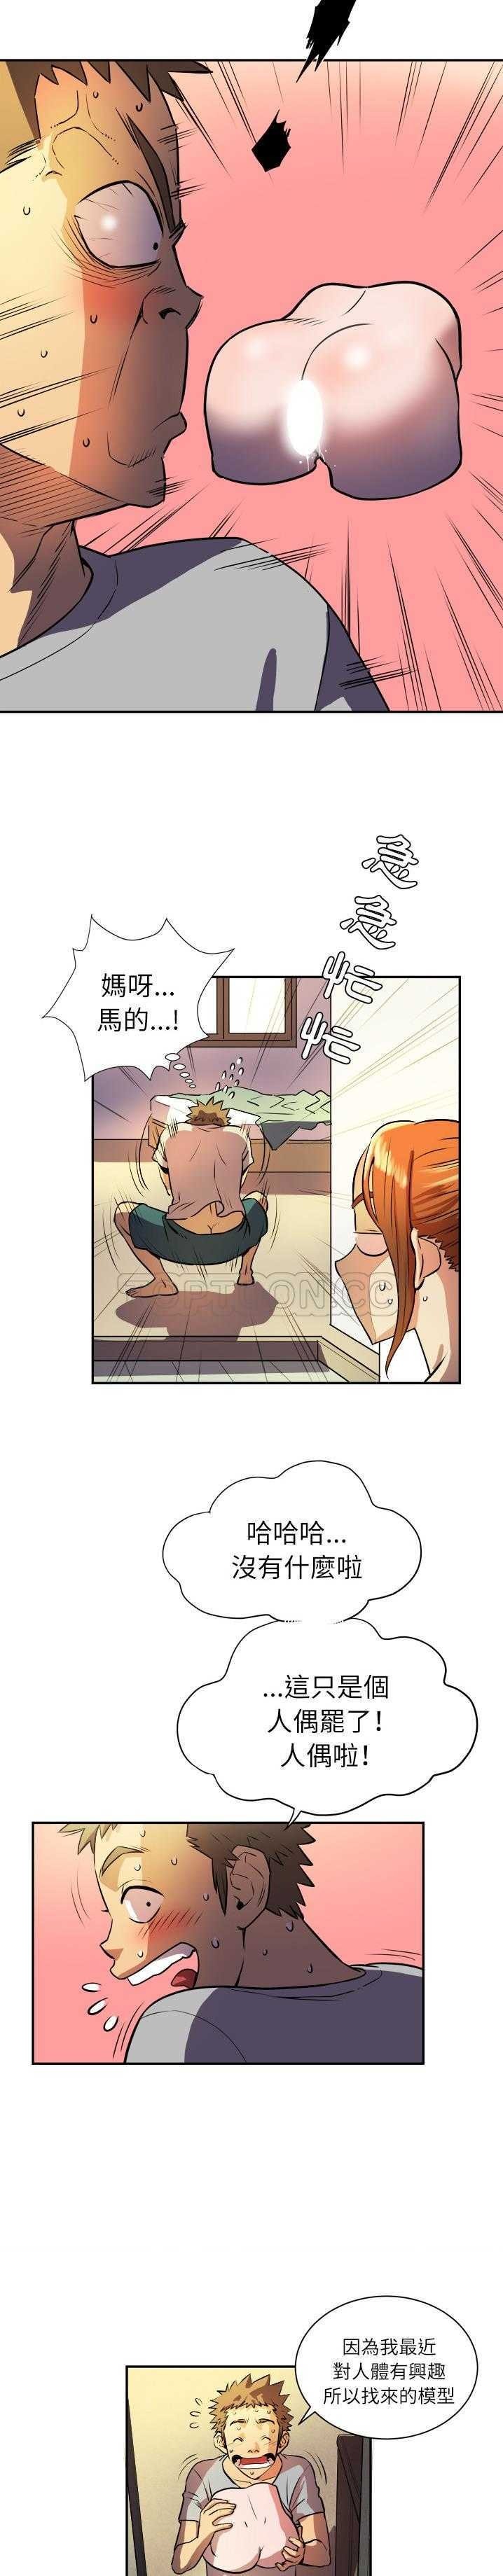 急急忙忙
媽呀...
馬的...!
TOPTOON.CC
哈哈哈...
沒有什麼啦
...這只是個
人偶罷了!
人偶啦!
因為我最近
對人體有興趣
所以找來的模型